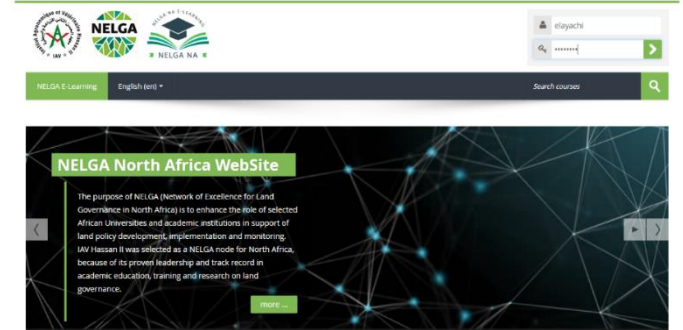 NELGA
NELGA NA E-LEARNING
NELGA NA
IAV
elayachi
NELGA E-Learning
English (en)
Search courses
NELGA North Africa WebSite
The purpose of NELGA (Network of Excellence for Land
Governance in North Africa) is to enhance the role of selected
African Universities and academic institutions in support of
land policy development, implementation and monitoring.
IAV Hassan II was selected as a NELGA node for North Africa,
because of its proven leadership and track record in
academic education, training and research on land
governance.
more ...